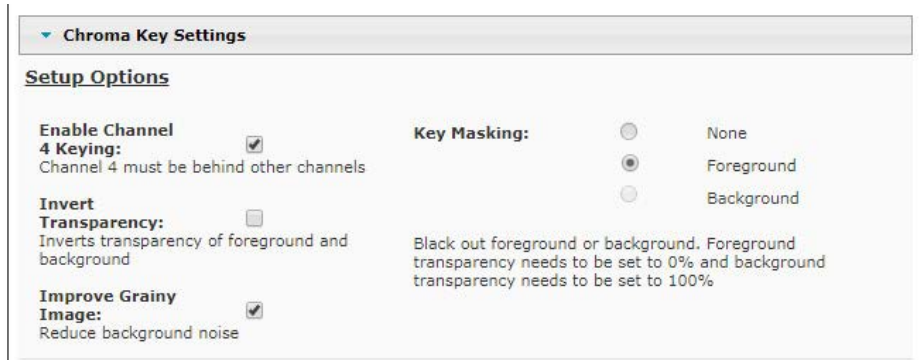 Chroma Key Settings
Setup Options
Enable Channel
4 Keying:
Channel 4 must be behind other channels
Invert
Transparency:
Inverts transparency of foreground and
background
Improve Grainy
Image:
Reduce background noise
Key Masking:
None
Foreground
Background
Black out foreground or background. Foreground
transparency needs to be set to 0% and background
transparency needs to be set to 100%